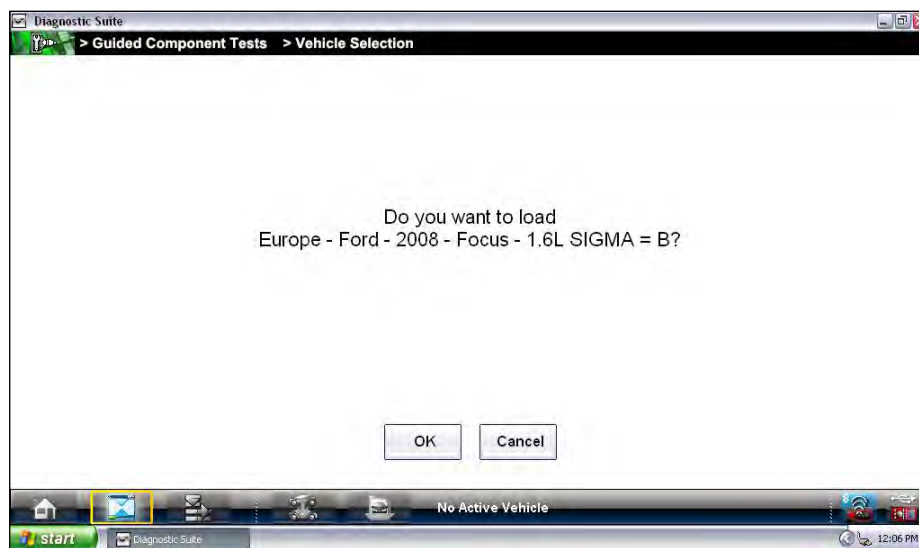 Diagnostic Suite
> Guided Component Tests > Vehicle Selection
Do you want to load
Europe - Ford - 2008 - Focus - 1.6L SIGMA = B?
OK Cancel
No Active Vehicle
start Diagnostic Suite 12:06 PM